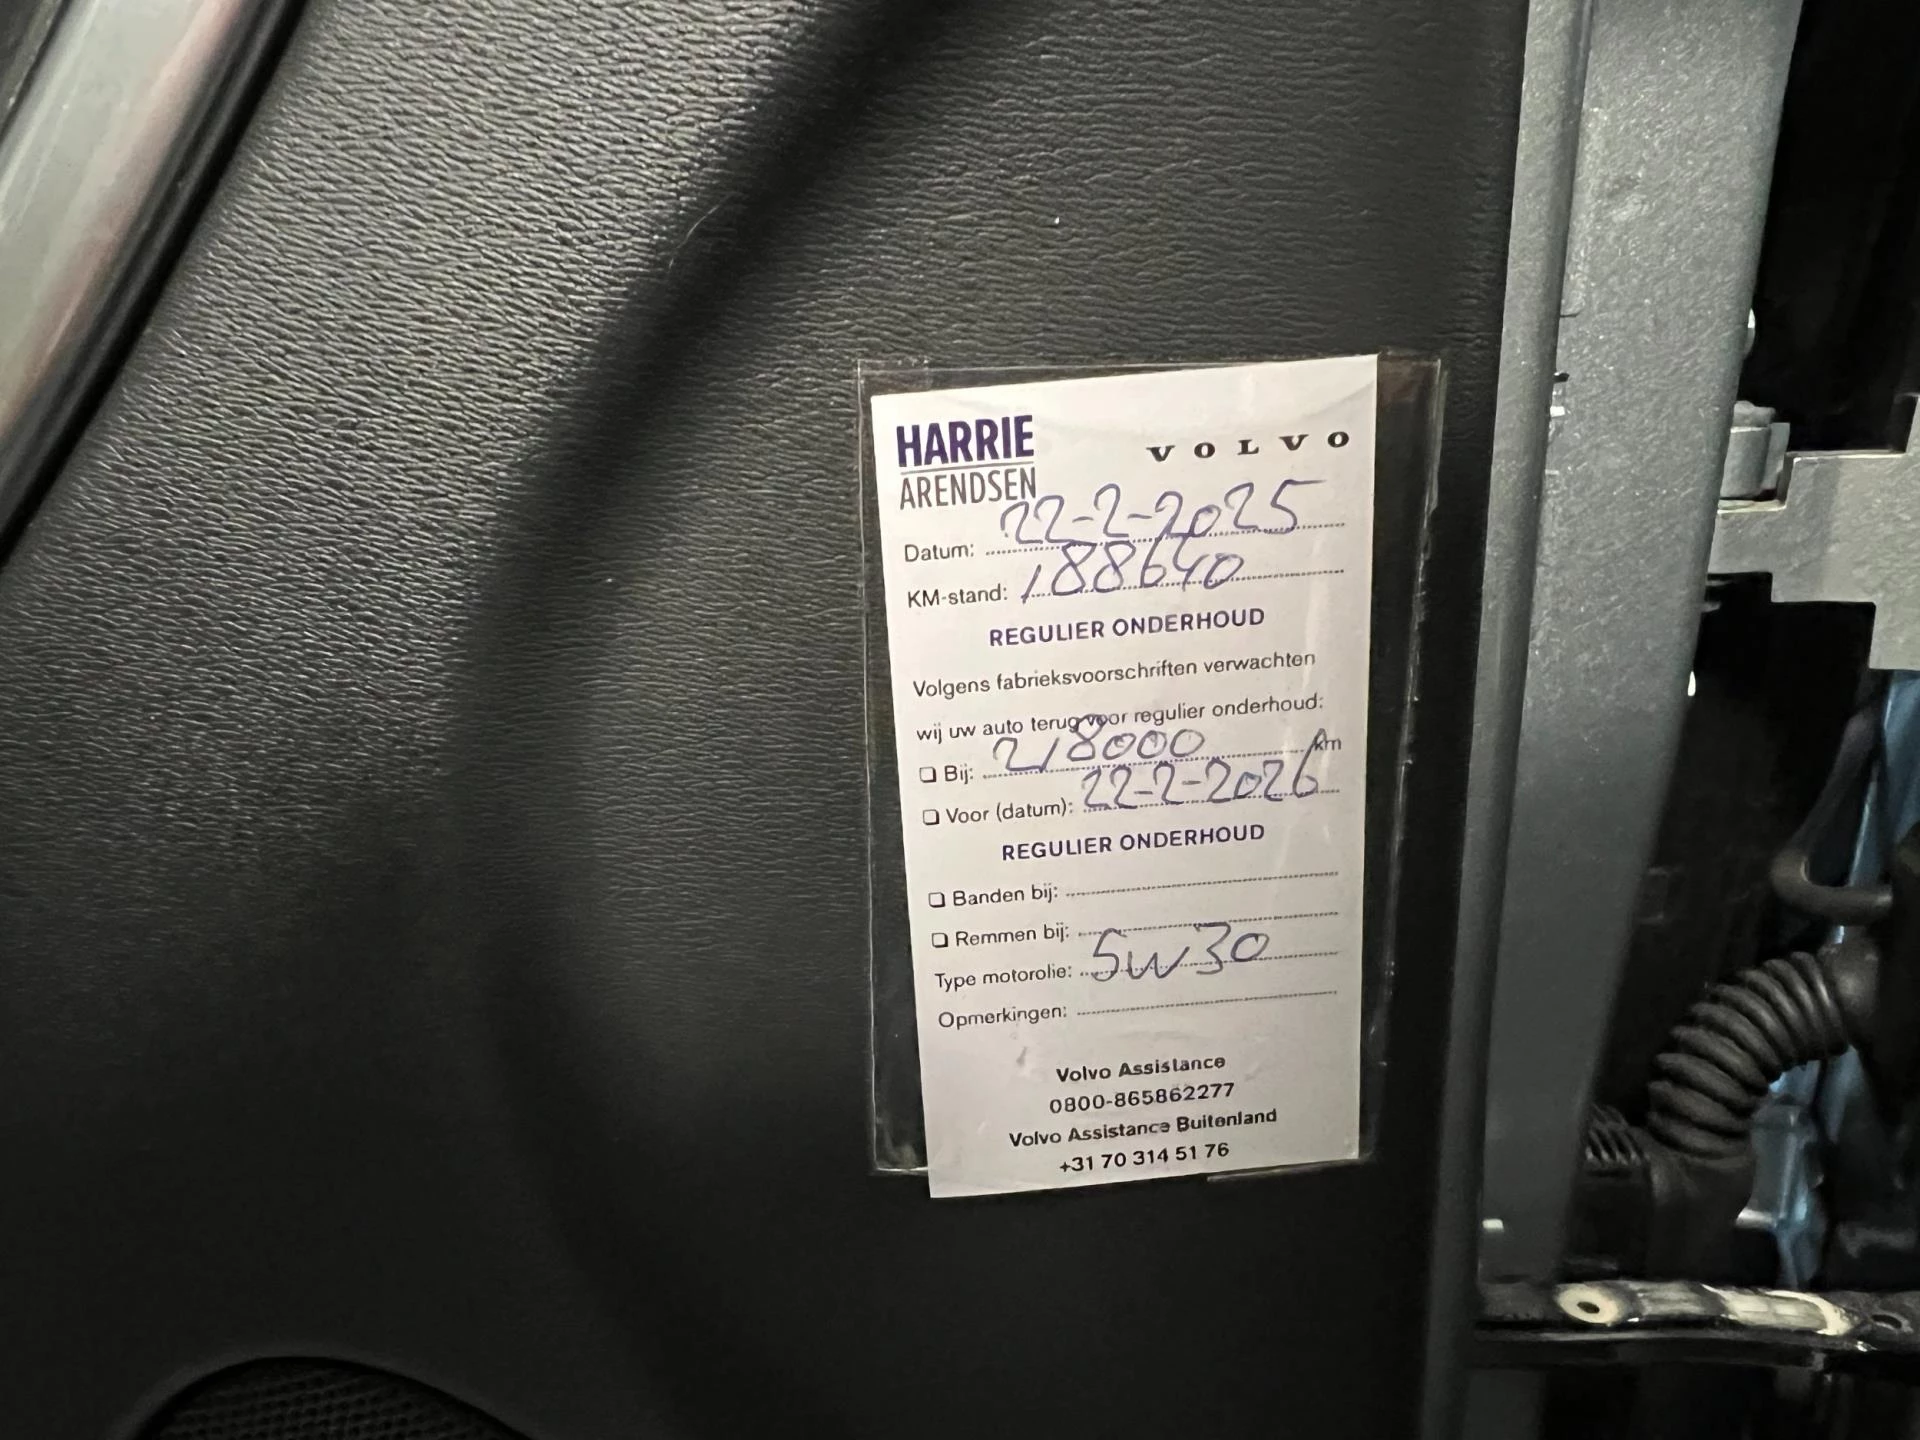 HARRIE
ARENDSEN
VOLVO
Datum: 22-2-2025
KM-stand: 188640
REGULIER ONDERHOUD
Volgens fabrieksvoorschriften verwachten
wij uw auto terug voor regulier onderhoud:
Bij: 218000 km
Voor (datum): 22-2-2026
REGULIER ONDERHOUD
Banden bij:
Remmen bij:
Type motorolie: 5W30
Opmerkingen:
Volvo Assistance
0800-865862277
Volvo Assistance Buitenland
+31 70 314 51 76